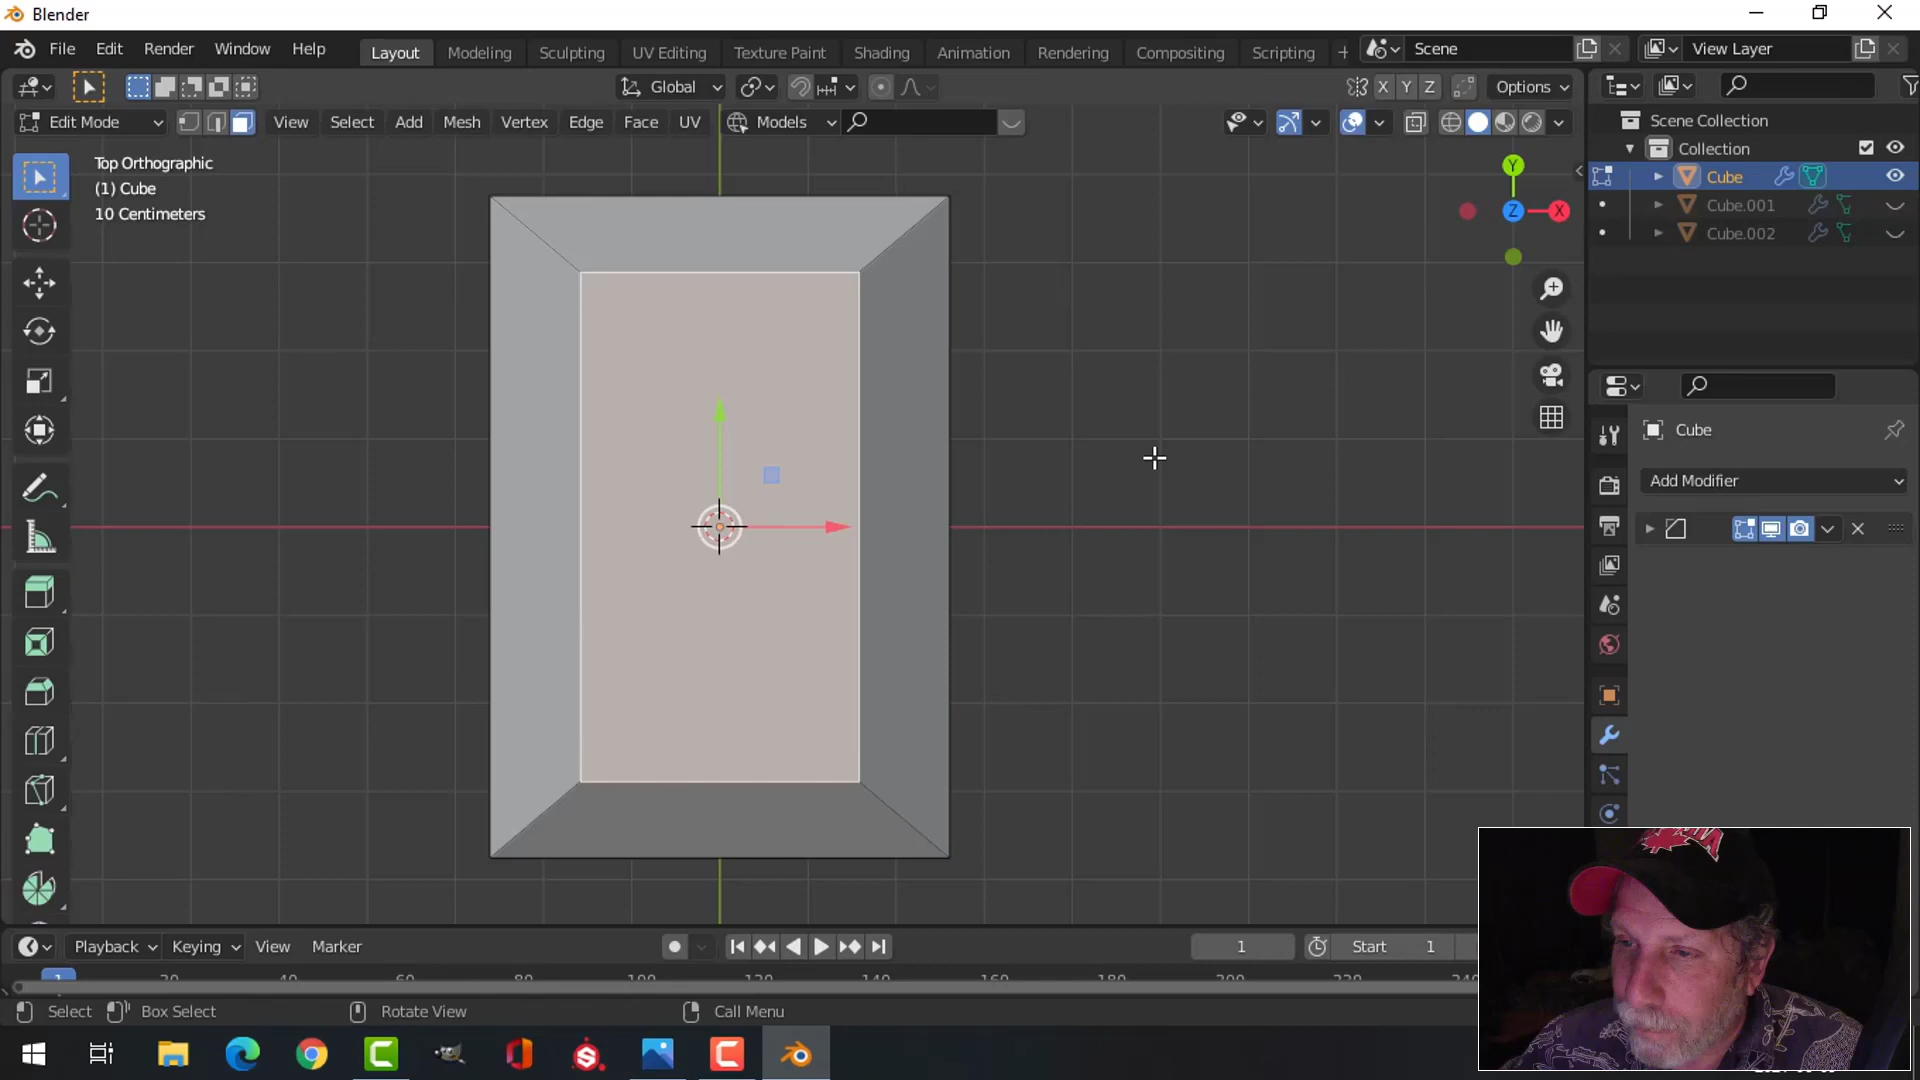 Blender
File Edit Render Window Help Layout Modeling Sculpting UV Editing Texture Paint Shading Animation Rendering Compositing Scripting + Scene View Layer
Global X Y Z Options
Edit Mode View Select Add Mesh Vertex Edge Face UV Models
Scene Collection
Collection
Cube
Cube.001
Cube.002
Top Orthographic
(1) Cube
10 Centimeters
Y
Z X
Cube
Add Modifier
Playback Keying View Marker 1 Start 1
1
Select Box Select Rotate View Call Menu